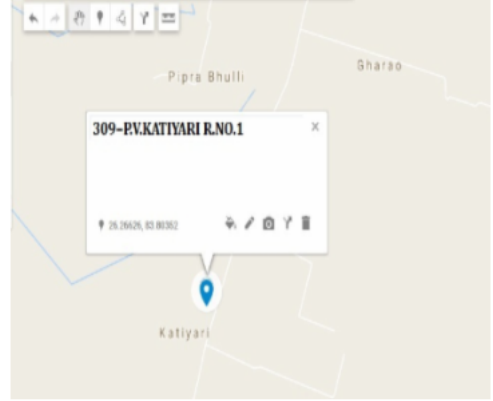 Pipra Bhulli
Gharao
309-P.V.KATIYARI R.NO.1
26.26626, 83.80352
Katiyari